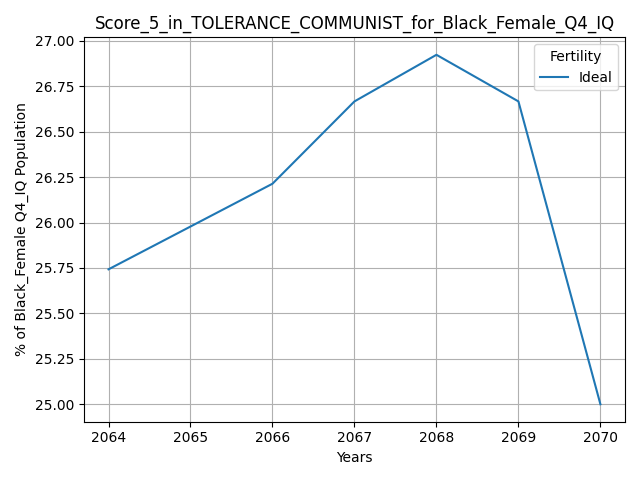 Score_5_in_TOLERANCE_COMMUNIST_for_Black_Female_Q4_IQ
27.00
26.75
26.50
26.25
26.00
25.75
25.50
25.25
25.00
% of Black_Female Q4_IQ Population
Fertility
Ideal
2064 2065 2066 2067 2068 2069 2070
Years